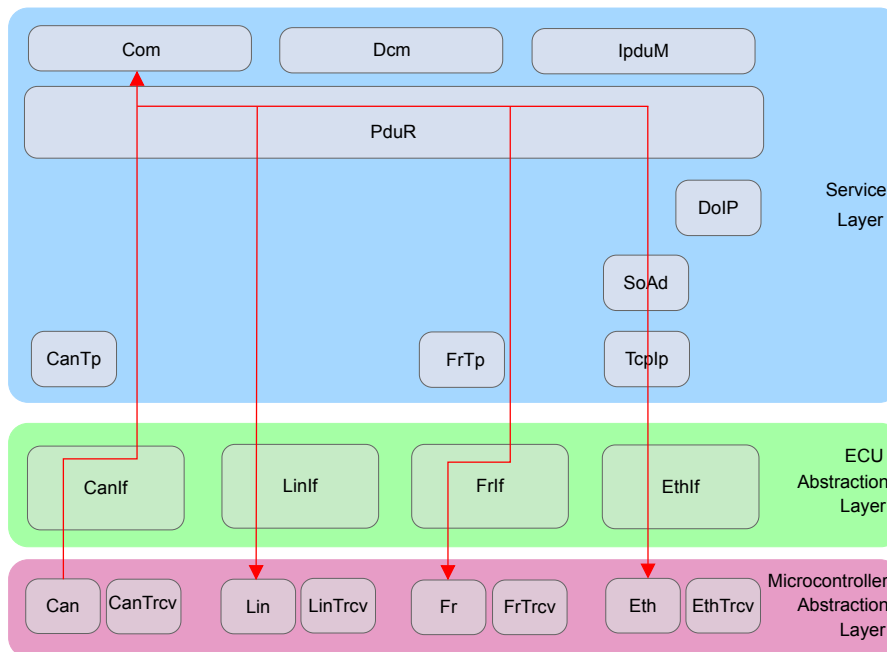 Com
Dcm
IpduM
PduR
DoIP
Service
Layer
SoAd
CanTp
FrTp
TcpIp
CanIf
LinIf
FrIf
EthIf
ECU
Abstraction
Layer
Can
CanTrcv
Lin
LinTrcv
Fr
FrTrcv
Eth
EthTrcv
Microcontroller
Abstraction
Layer